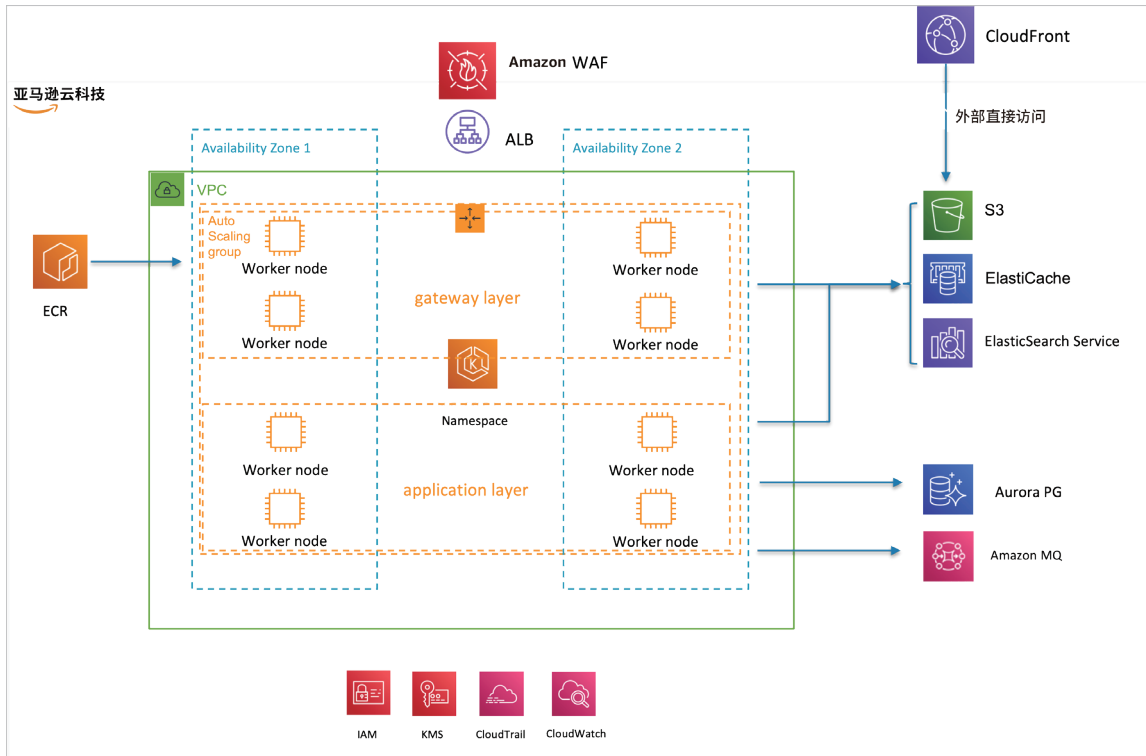 CloudFront
Amazon WAF
亚马逊云科技
外部直接访问
ALB
Availability Zone 1
Availability Zone 2
VPC
S3
Auto
Scaling
group
Worker node
Worker node
ElastiCache
gateway layer
ECR
Worker node
Worker node
ElasticSearch Service
K
Namespace
Worker node
Worker node
application layer
Aurora PG
Worker node
Worker node
Amazon MQ
IAM
KMS
CloudTrail
CloudWatch